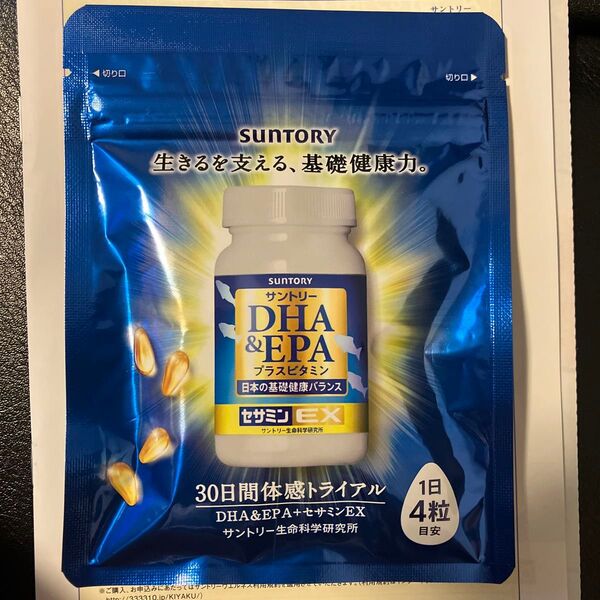 サントリー
◀切り口
切り口▶
SUNTORY
生きるを支える、基礎健康力。
SUNTORY
サントリー
DHA
&EPA
プラスビタミン
日本の基礎健康バランス
セサミンEX
サントリー生命科学研究所
30日間体感トライアル
DHA&EPA+セサミンEX
サントリー生命科学研究所
1日
4粒
目安
http://333310.jp/KIYAKU/)